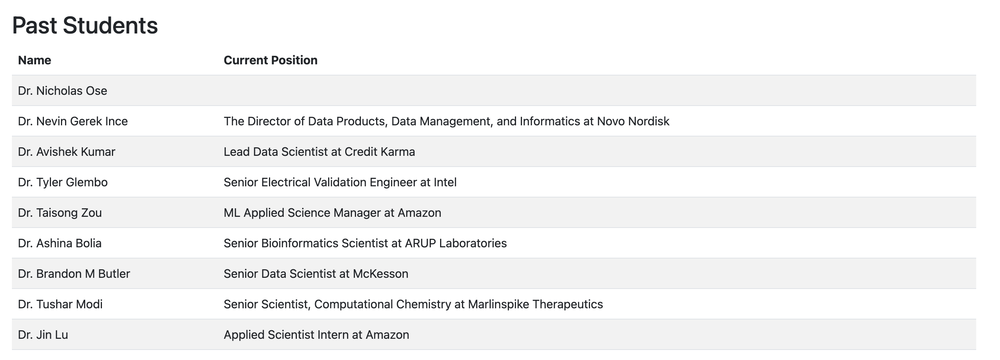 Past Students
Name Current Position
Dr. Nicholas Ose
Dr. Nevin Gerek Ince The Director of Data Products, Data Management, and Informatics at Novo Nordisk
Dr. Avishek Kumar Lead Data Scientist at Credit Karma
Dr. Tyler Glembo Senior Electrical Validation Engineer at Intel
Dr. Taisong Zou ML Applied Science Manager at Amazon
Dr. Ashina Bolia Senior Bioinformatics Scientist at ARUP Laboratories
Dr. Brandon M Butler Senior Data Scientist at McKesson
Dr. Tushar Modi Senior Scientist, Computational Chemistry at Marlinspike Therapeutics
Dr. Jin Lu Applied Scientist Intern at Amazon